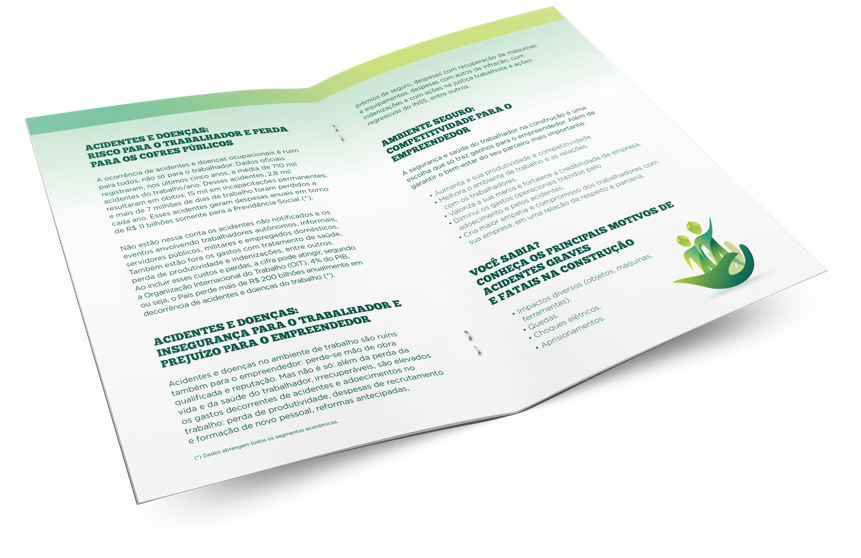 ACIDENTES E DOENÇAS:
RISCO PARA O TRABALHADOR E PERDA
PARA OS COFRES PÚBLICOS
A ocorrência de acidentes e doenças ocupacionais é ruim
para todos, não só para o trabalhador. Dados oficiais
registraram, nos últimos cinco anos, a média de 710 mil
acidentes do trabalho/ano. Desses acidentes, 2,8 mil
resultaram em óbitos; 15 mil em incapacitações permanentes;
e mais de 7 milhões de dias de trabalho foram perdidos a
cada ano. Esses acidentes geram despesas anuais em torno
de R$ 11 bilhões somente para a Previdência Social (*).
Não estão nessa conta os acidentes não notificados e os
eventos envolvendo trabalhadores autônomos, informais,
servidores públicos, militares e empregados domésticos.
Também estão fora os gastos com tratamento de saúde,
perda de produtividade e indenizações, entre outros.
Ao incluir esses custos e perdas, a cifra pode atingir, segundo
a Organização Internacional do Trabalho (OIT), 4% do PIB,
ou seja, o País perde mais de R$ 200 bilhões anualmente em
decorrência de acidentes e doenças do trabalho (*).
ACIDENTES E DOENÇAS:
INSEGURANÇA PARA O TRABALHADOR E
PREJUÍZO PARA O EMPREENDEDOR
Acidentes e doenças no ambiente de trabalho são ruins
também para o empreendedor: perde-se mão de obra
qualificada e reputação. Mas não é só: além da perda da
vida e da saúde do trabalhador, irrecuperáveis, são elevados
os gastos decorrentes de acidentes e adoecimentos no
trabalho: perda de produtividade, despesas de recrutamento
e formação de novo pessoal, reformas antecipadas,
(*) Dados abrangem todos os segmentos econômicos.
prêmios de seguro, despesas com recuperação de máquinas
e equipamentos, despesas com autos de infração, com
indenizações e com ações na justiça trabalhista e ações
regressivas do INSS, entre outros.
AMBIENTE SEGURO:
COMPETITIVIDADE PARA O
EMPREENDEDOR
A segurança e saúde do trabalhador na construção é uma
escolha que só traz ganhos para o empreendedor. Além de
garantir o bem-estar do seu parceiro mais importante:
• Aumenta a sua produtividade e competitividade.
• Melhora o ambiente de trabalho e as relações
com os trabalhadores.
• Valoriza a sua marca e fortalece a credibilidade da empresa.
• Diminui os gastos operacionais trazidos pelo
adoecimento e pelos acidentes.
• Cria maior empatia e compromisso dos trabalhadores com
sua empresa, em uma relação de respeito e parceria.
VOCÊ SABIA?
CONHEÇA OS PRINCIPAIS MOTIVOS DE
ACIDENTES GRAVES
E FATAIS NA CONSTRUÇÃO
• Impactos diversos (objetos, máquinas,
ferramentas).
• Quedas.
• Choques elétricos.
• Aprisionamentos.